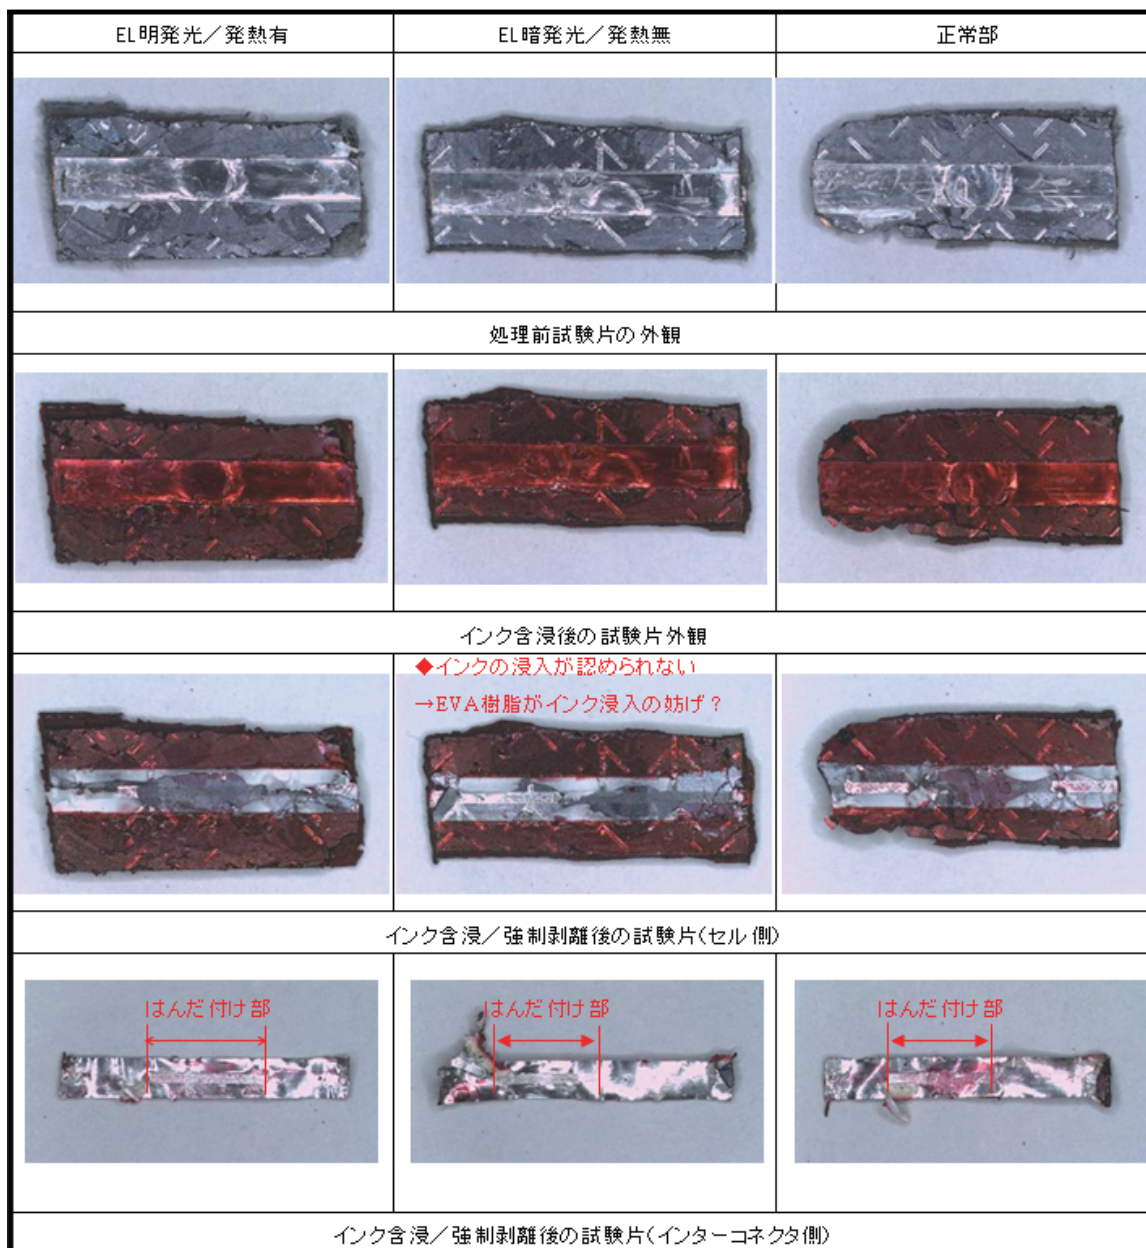 EL明発光／発熱有
EL暗発光／発熱無
正常部
処理前試験片の外観
インク含浸後の試験片外観
◆インクの浸入が認められない
→EVA樹脂がインク浸入の妨げ？
インク含浸／強制剥離後の試験片(セル側)
はんだ付け部
はんだ付け部
はんだ付け部
インク含浸／強制剥離後の試験片(インターコネクタ側)